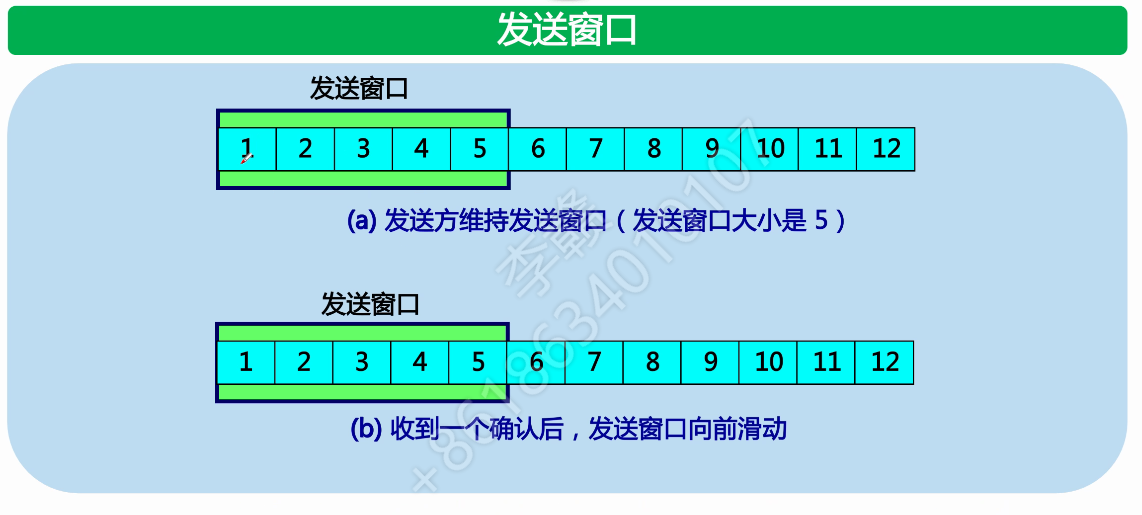 发送窗口
发送窗口
1 2 3 4 5 6 7 8 9 10 11 12
(a) 发送方维持发送窗口（发送窗口大小是 5）
发送窗口
1 2 3 4 5 6 7 8 9 10 11 12
(b) 收到一个确认后，发送窗口向前滑动
李赣
+8618634010107